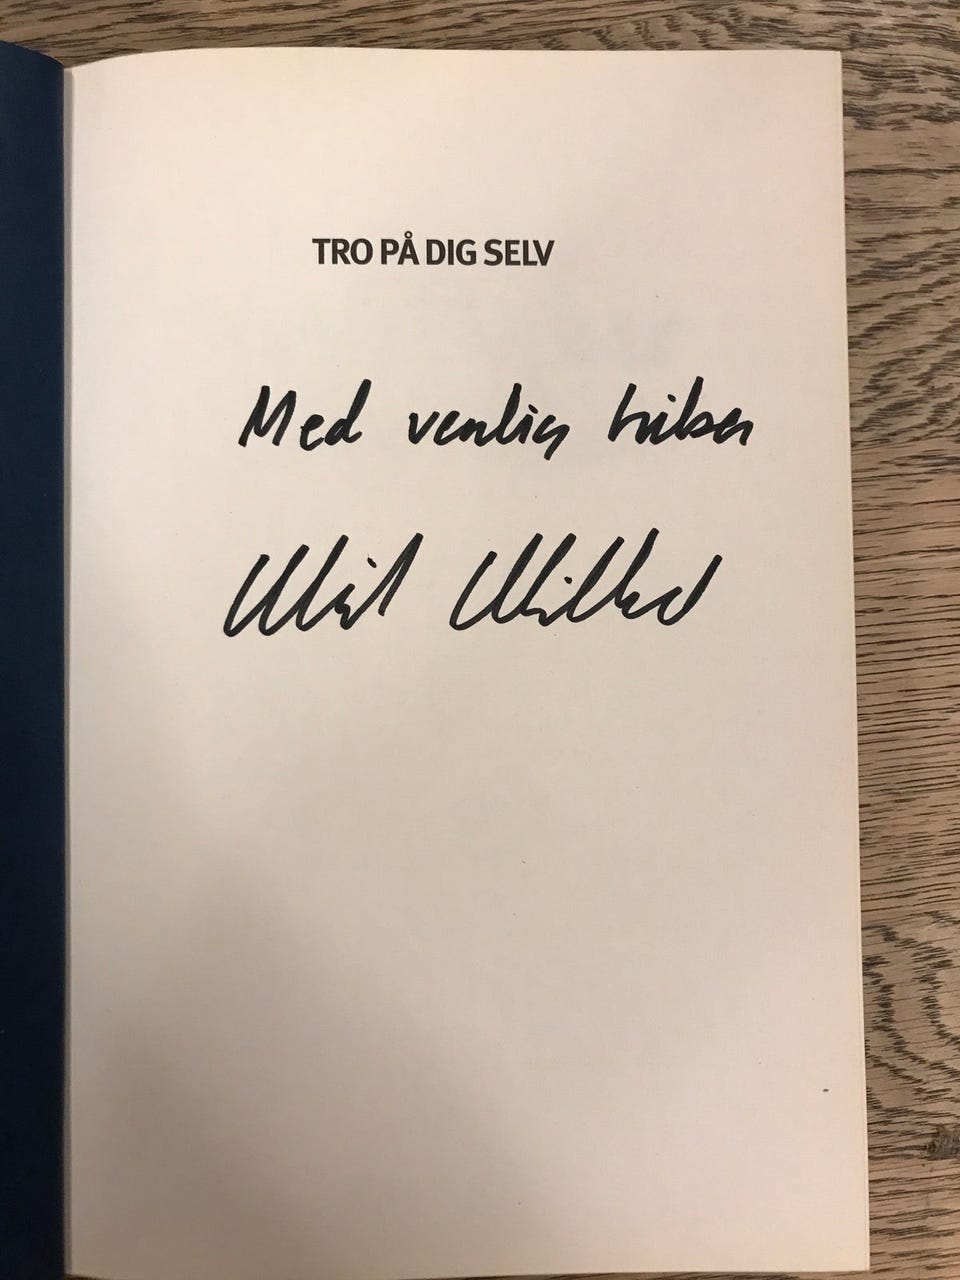 TRO PÅ DIG SELV
Med venlig hilsen